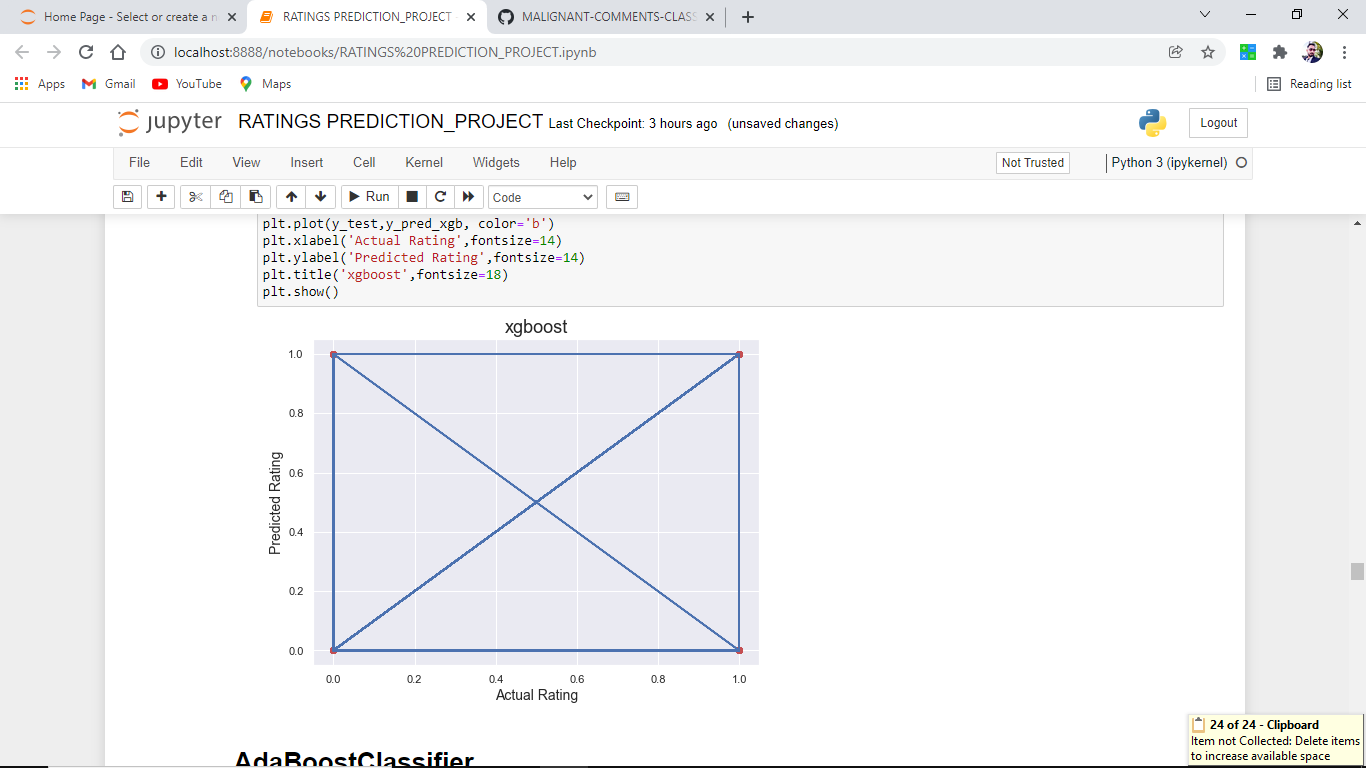 Home Page - Select or create a n
RATINGS PREDICTION_PROJECT
MALIGNANT-COMMENTS-CLASS
localhost:8888/notebooks/RATINGS%20PREDICTION_PROJECT.ipynb
Apps Gmail YouTube Maps Reading list
jupyter RATINGS PREDICTION_PROJECT Last Checkpoint: 3 hours ago (unsaved changes) Logout
File Edit View Insert Cell Kernel Widgets Help Not Trusted Python 3 (ipykernel)
Run Code
plt.plot(y_test,y_pred_xgb, color='b')
plt.xlabel('Actual Rating',fontsize=14)
plt.ylabel('Predicted Rating',fontsize=14)
plt.title('xgboost',fontsize=18)
plt.show()
xgboost
1.0
0.8
0.6
0.4
0.2
0.0
Predicted Rating
0.0 0.2 0.4 0.6 0.8 1.0
Actual Rating
AdaBoostClassifier
24 of 24 - Clipboard
Item not Collected: Delete items
to increase available space